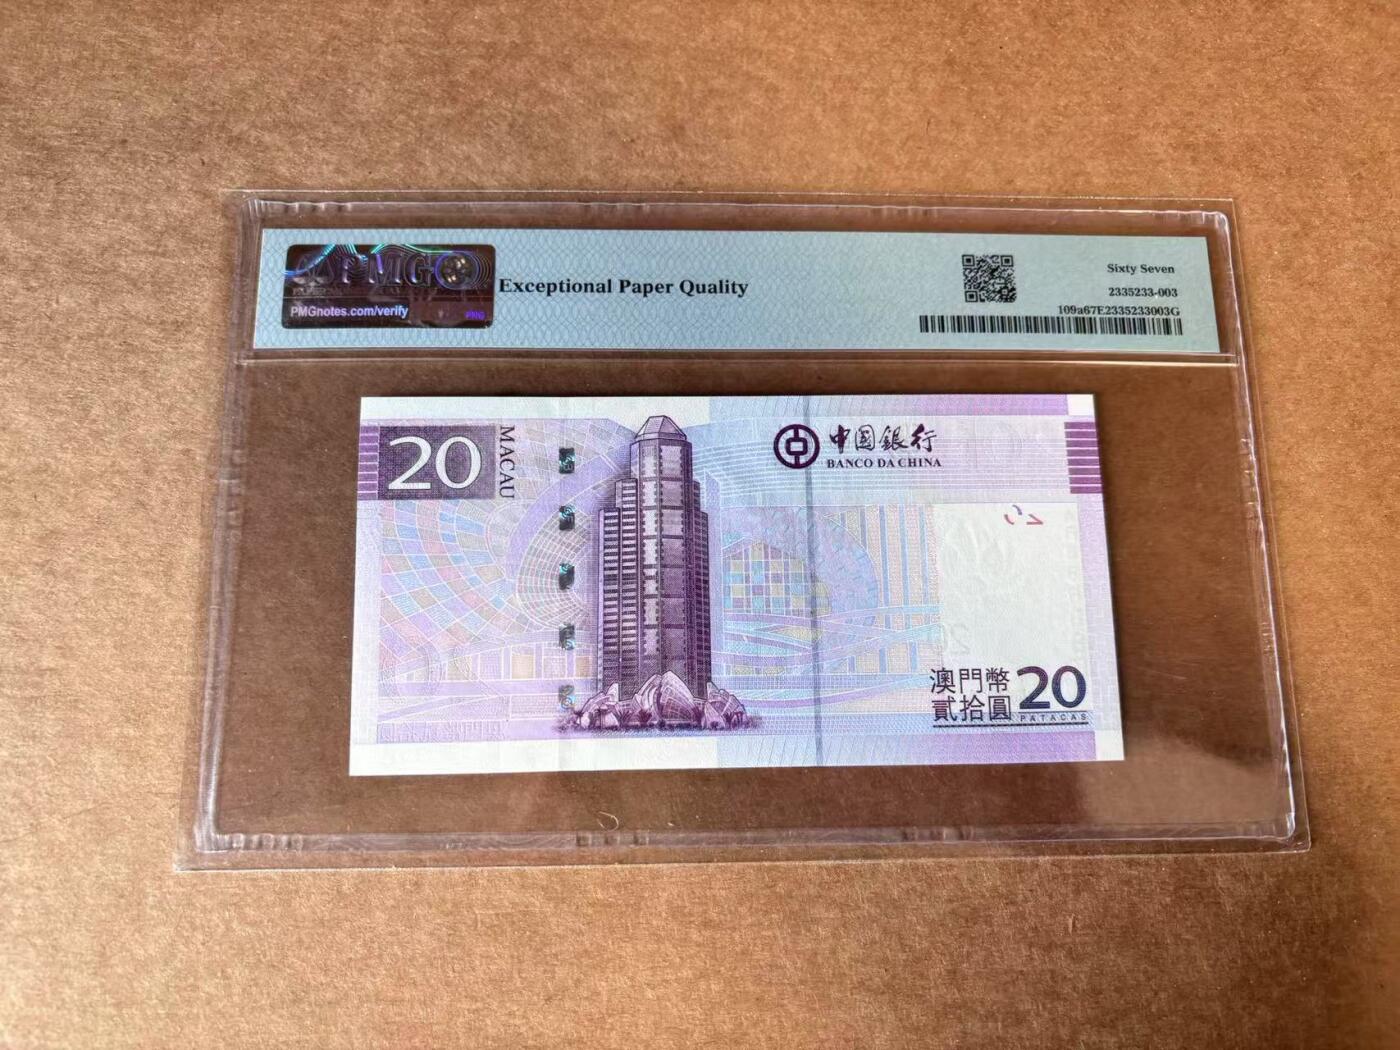 PMG
PMGnotes.com/verify
PMG
Exceptional Paper Quality
Sixty Seven
2335233-003
109a67E2335233003G
20
MACAU
中國銀行
BANCO DA CHINA
澳門幣
貳拾圓
20
PATACAS